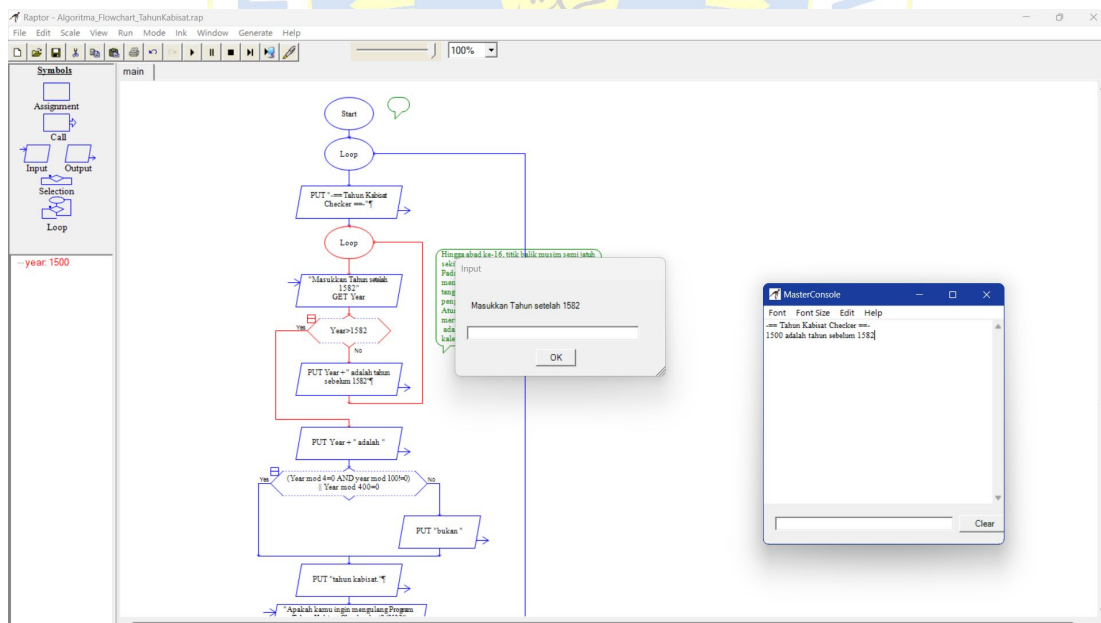 Raptor - Algoritma_Flowchart_TahunKabisat.rap
File Edit Scale View Run Mode Ink Window Generate Help
100%
Symbols
Assignment
Call
Input Output
Selection
Loop
year: 1500
main
Start
Loop
PUT "-== Tahun Kabisat
Checker ==-"¶
Loop
"Masukkan Tahun setelah
1582"
GET Year
Yes
Year>1582
No
PUT Year+" adalah tahun
sebelum 1582"¶
PUT Year + " adalah "
Yes
(Year mod 4=0 AND year mod 100!=0)
|| Year mod 400=0
No
PUT "bukan "
PUT "tahun kabisat."¶
"Apakah kamu ingin mengulang Program
Hingga abad ke-16, titik balik musim semi jatuh
Input
Masukkan Tahun setelah 1582
OK
MasterConsole
Font Font Size Edit Help
-== Tahun Kabisat Checker ==-
1500 adalah tahun sebelum 1582
Clear